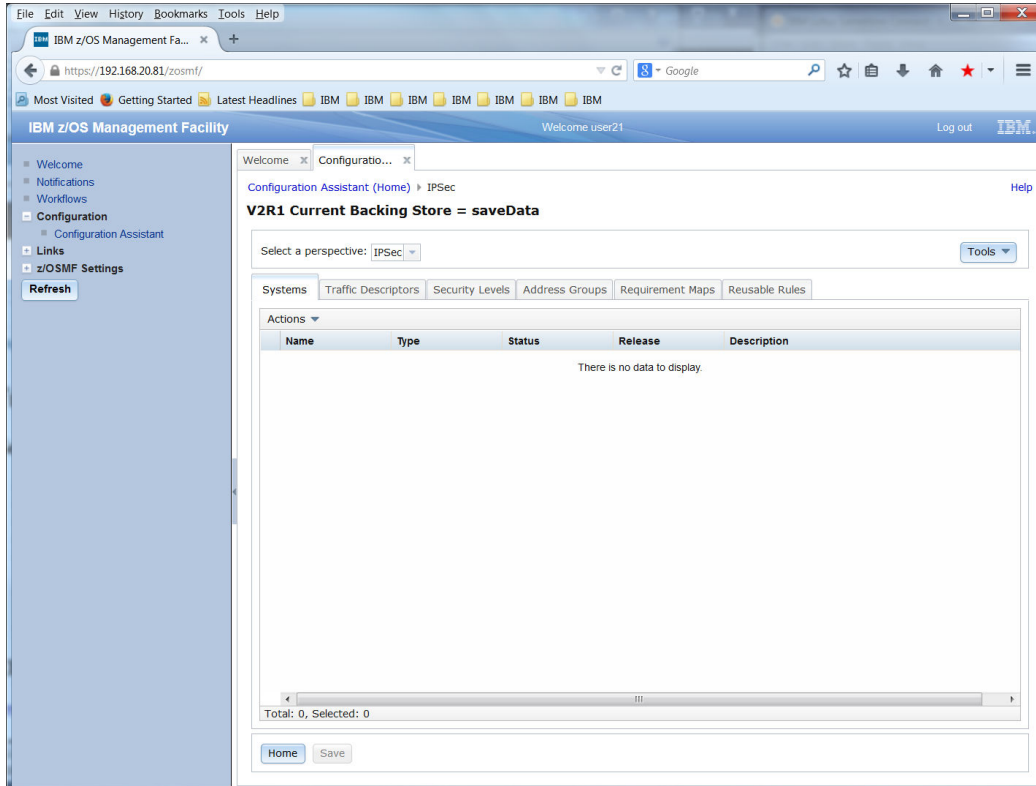 File Edit View History Bookmarks Tools Help
IBM IBM z/OS Management Fa... × +
https://192.168.20.81/zosmf/ 8 Google
Most Visited Getting Started Latest Headlines IBM IBM IBM IBM IBM IBM IBM
IBM z/OS Management Facility Welcome user21 Log out IBM.
Welcome
Notifications
Workflows
Configuration
Configuration Assistant
Links
z/OSMF Settings
Refresh
Welcome Configuratio...
Configuration Assistant (Home) IPSec Help
V2R1 Current Backing Store = saveData
Select a perspective: IPSec Tools
Systems Traffic Descriptors Security Levels Address Groups Requirement Maps Reusable Rules
Actions
Name Type Status Release Description
There is no data to display.
Total: 0, Selected: 0
Home Save